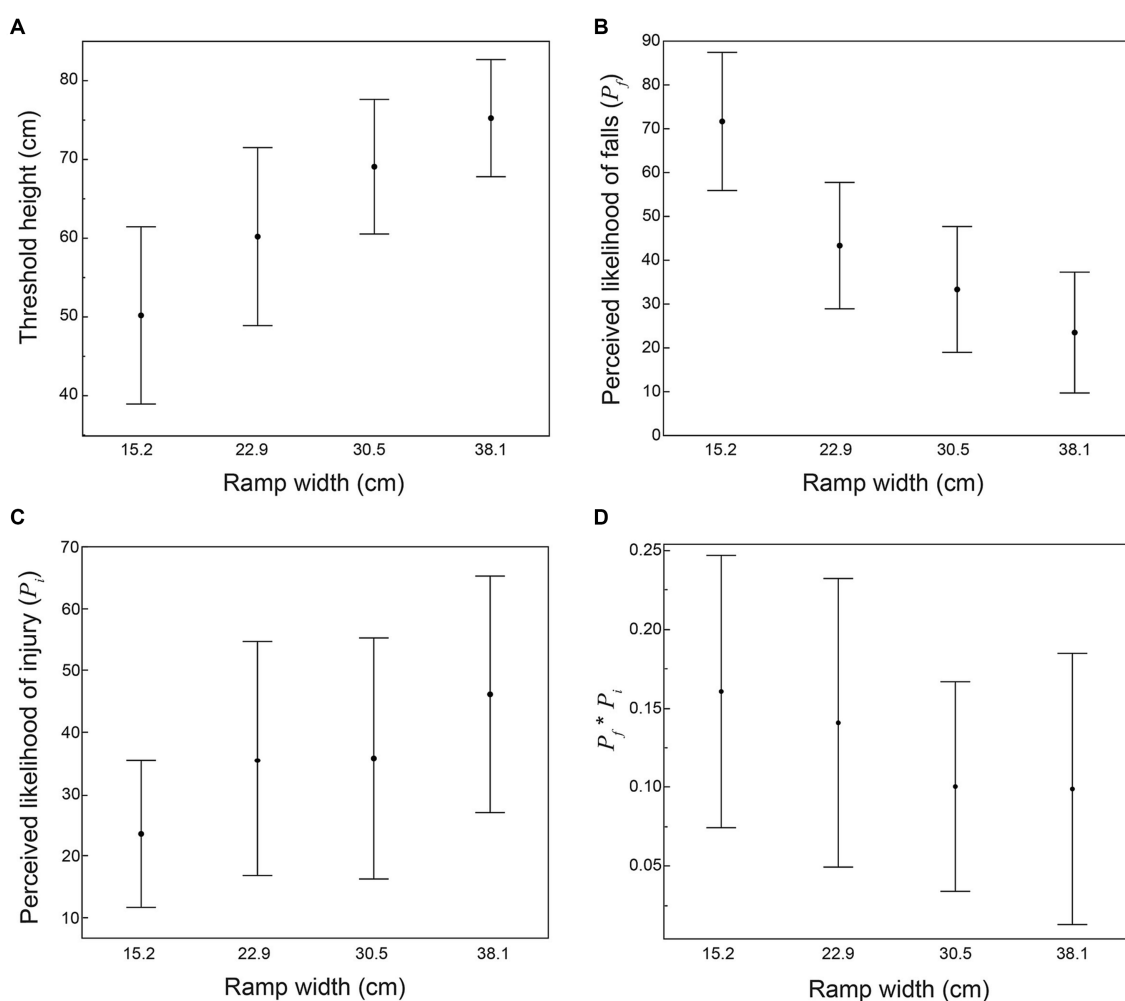 A
Threshold height (cm)
80
70
60
50
40
15.2 22.9 30.5 38.1
Ramp width (cm)
B
Perceived likelihood of falls (Pf)
90
80
70
60
50
40
30
20
10
0
15.2 22.9 30.5 38.1
Ramp width (cm)
C
Perceived likelihood of injury (Pi)
70
60
50
40
30
20
10
15.2 22.9 30.5 38.1
Ramp width (cm)
D
Pf * Pi
0.25
0.20
0.15
0.10
0.05
15.2 22.9 30.5 38.1
Ramp width (cm)